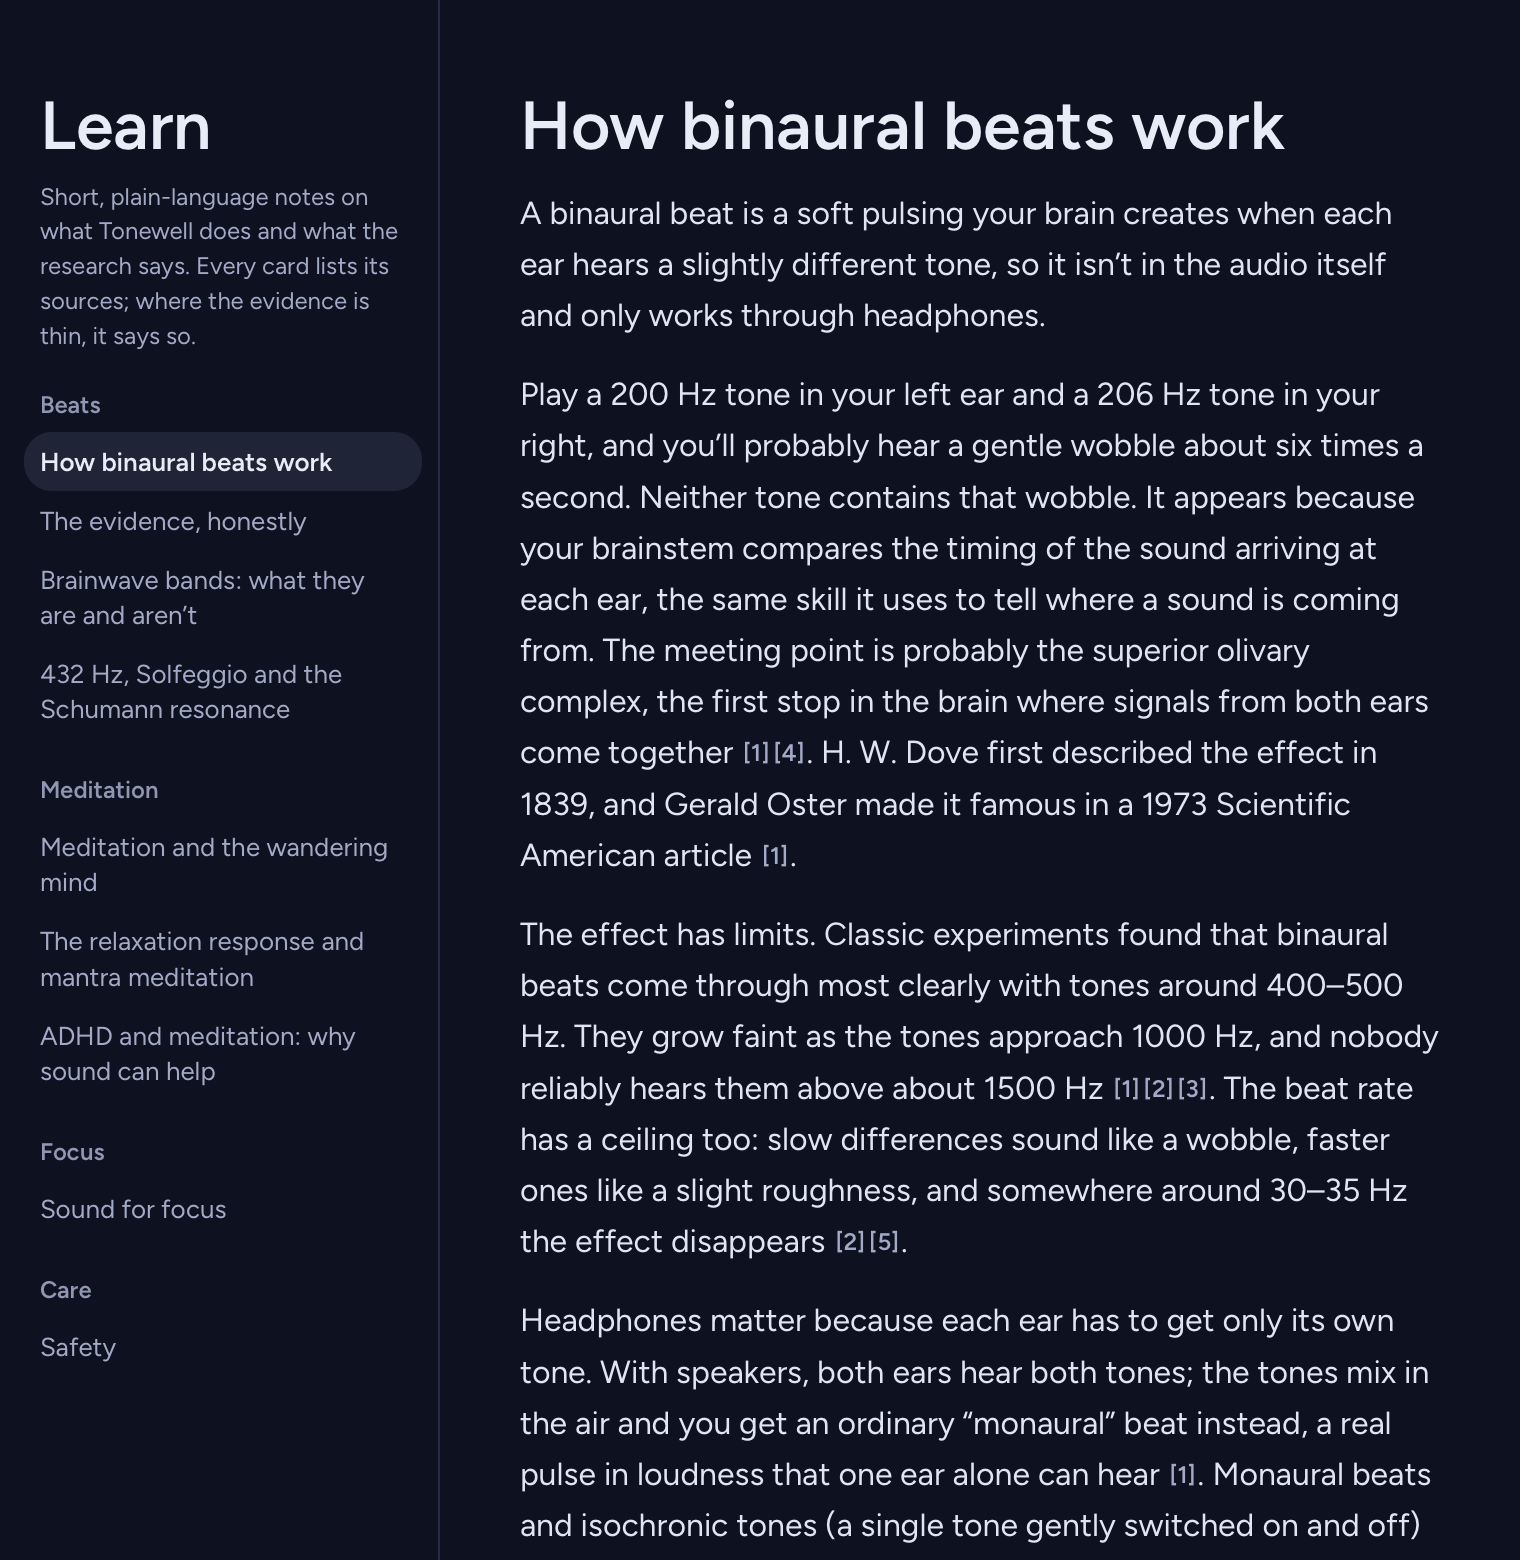 Learn
Short, plain-language notes on
what Tonewell does and what the
research says. Every card lists its
sources; where the evidence is
thin, it says so.
Beats
How binaural beats work
The evidence, honestly
Brainwave bands: what they
are and aren’t
432 Hz, Solfeggio and the
Schumann resonance
Meditation
Meditation and the wandering
mind
The relaxation response and
mantra meditation
ADHD and meditation: why
sound can help
Focus
Sound for focus
Care
Safety
How binaural beats work
A binaural beat is a soft pulsing your brain creates when each
ear hears a slightly different tone, so it isn’t in the audio itself
and only works through headphones.
Play a 200 Hz tone in your left ear and a 206 Hz tone in your
right, and you’ll probably hear a gentle wobble about six times a
second. Neither tone contains that wobble. It appears because
your brainstem compares the timing of the sound arriving at
each ear, the same skill it uses to tell where a sound is coming
from. The meeting point is probably the superior olivary
complex, the first stop in the brain where signals from both ears
come together [1][4]. H. W. Dove first described the effect in
1839, and Gerald Oster made it famous in a 1973 Scientific
American article [1].
The effect has limits. Classic experiments found that binaural
beats come through most clearly with tones around 400–500
Hz. They grow faint as the tones approach 1000 Hz, and nobody
reliably hears them above about 1500 Hz [1][2][3]. The beat rate
has a ceiling too: slow differences sound like a wobble, faster
ones like a slight roughness, and somewhere around 30–35 Hz
the effect disappears [2][5].
Headphones matter because each ear has to get only its own
tone. With speakers, both ears hear both tones; the tones mix in
the air and you get an ordinary “monaural” beat instead, a real
pulse in loudness that one ear alone can hear [1]. Monaural beats
and isochronic tones (a single tone gently switched on and off)